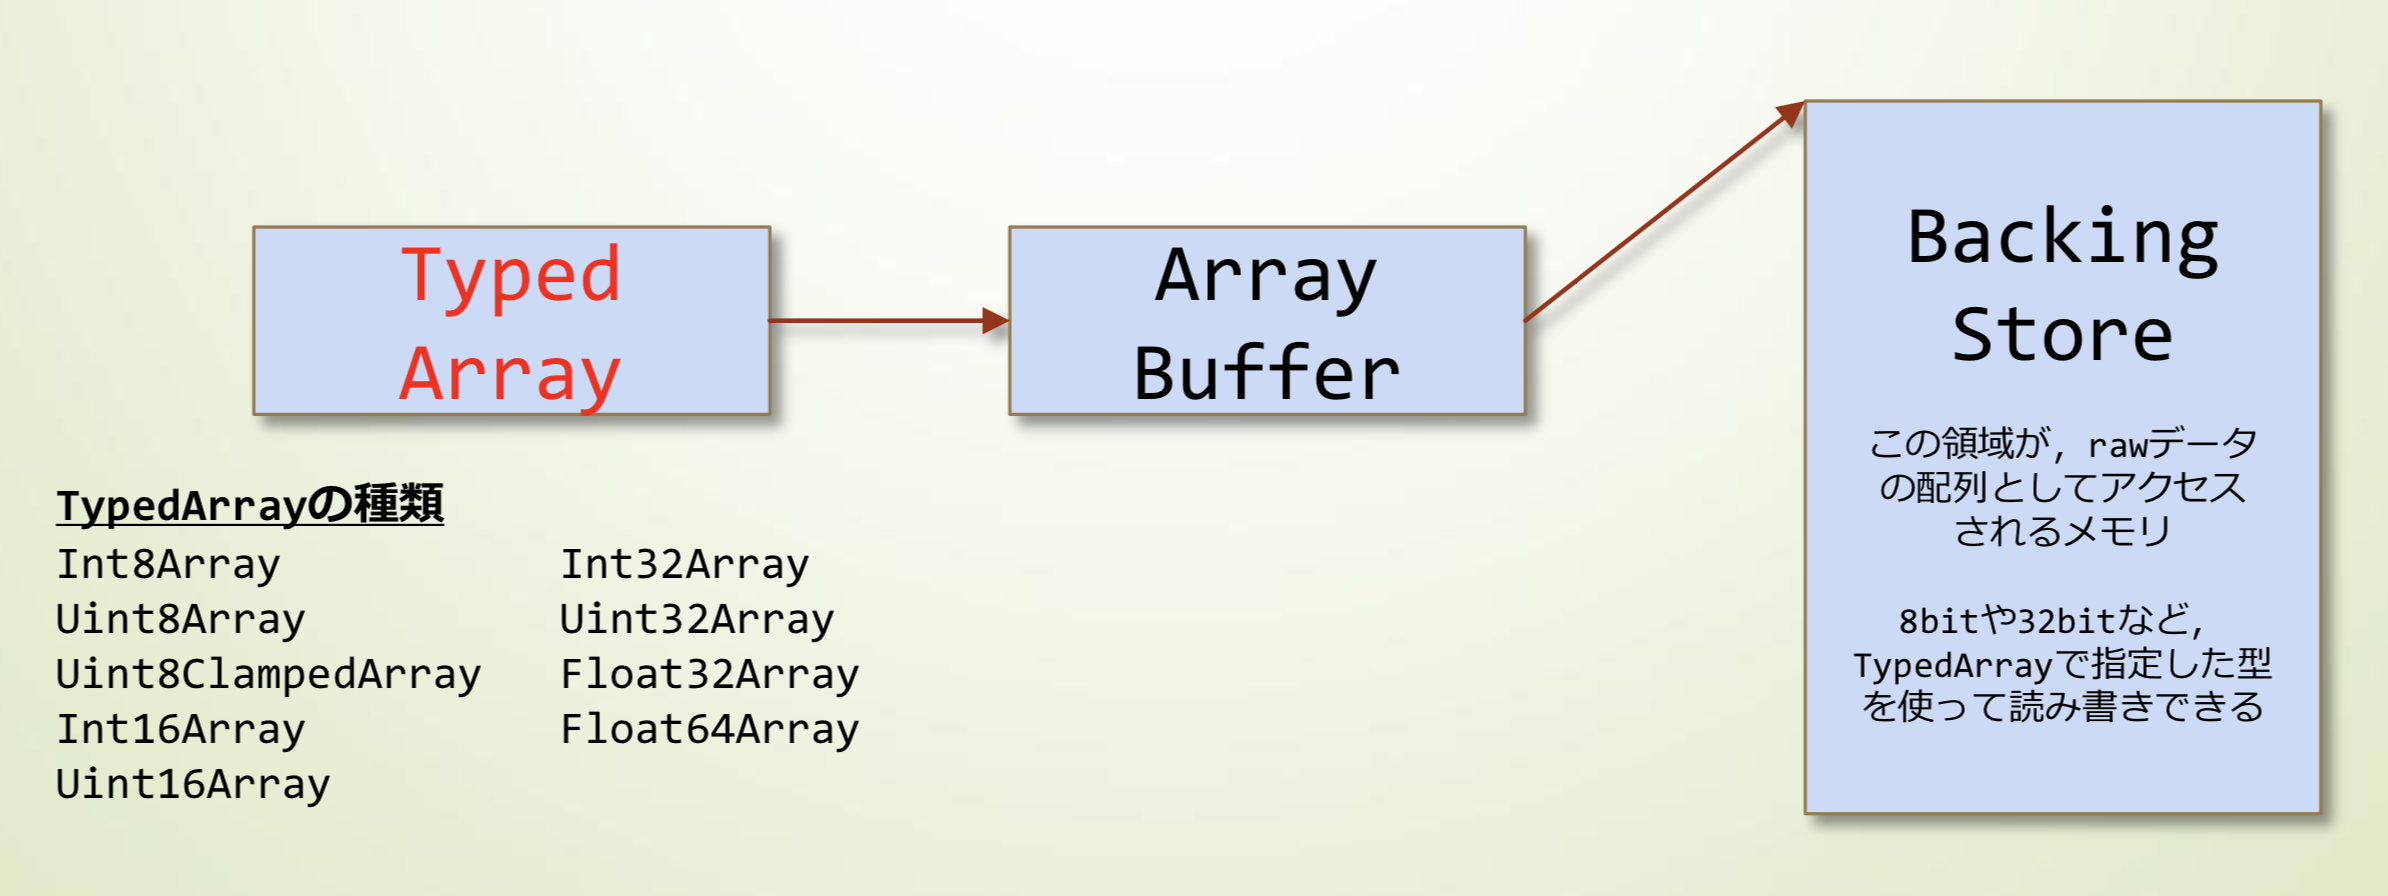 Typed
Array
Array
Buffer
Backing
Store
この領域が，rawデータ
の配列としてアクセス
されるメモリ
8bitや32bitなど，
TypedArrayで指定した型
を使って読み書きできる
TypedArrayの種類
Int8Array
Uint8Array
Uint8ClampedArray
Int16Array
Uint16Array
Int32Array
Uint32Array
Float32Array
Float64Array